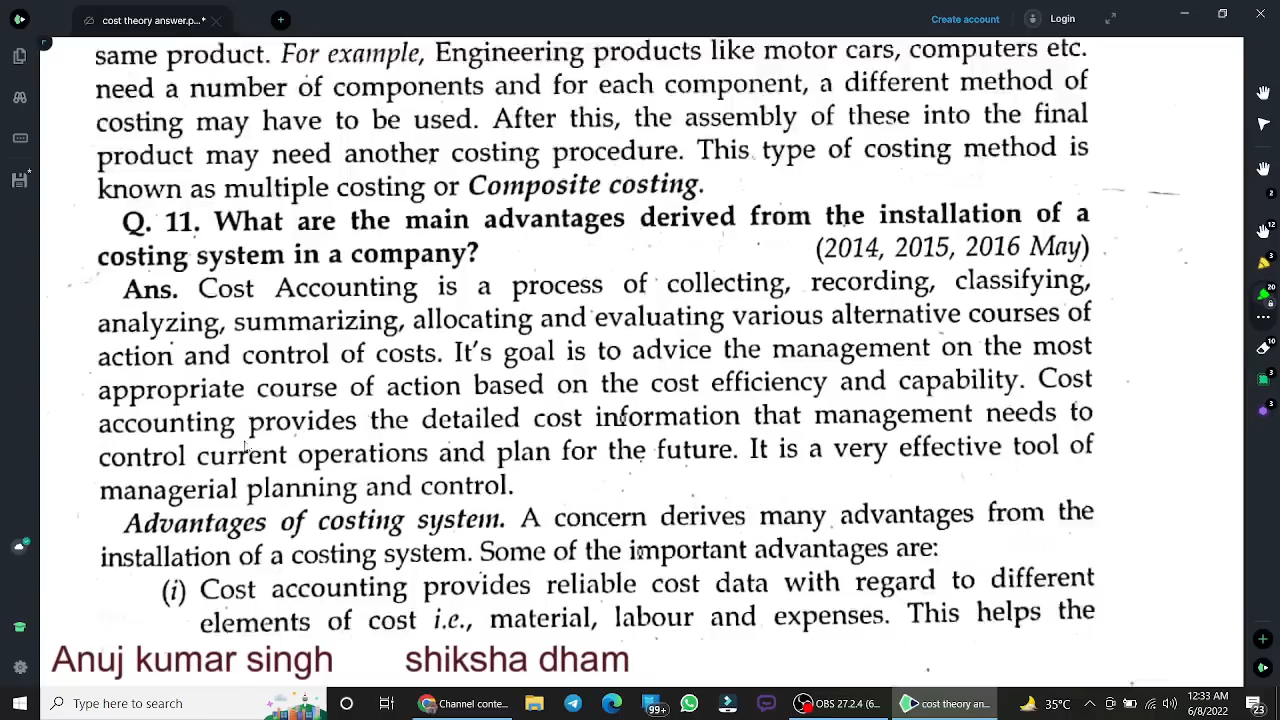 cost theory answer.p...*
Create account
Login
same product. For example, Engineering products like motor cars, computers etc.
need a number of components and for each component, a different method of
costing may have to be used. After this, the assembly of these into the final
product may need another costing procedure. This type of costing method is
known as multiple costing or Composite costing.
Q. 11. What are the main advantages derived from the installation of a
costing system in a company? (2014, 2015, 2016 May)
Ans. Cost Accounting is a process of collecting, recording, classifying,
analyzing, summarizing, allocating and evaluating various alternative courses of
action and control of costs. It's goal is to advice the management on the most
appropriate course of action based on the cost efficiency and capability. Cost
accounting provides the detailed cost information that management needs to
control current operations and plan for the future. It is a very effective tool of
managerial planning and control.
Advantages of costing system. A concern derives many advantages from the
installation of a costing system. Some of the important advantages are:
(i) Cost accounting provides reliable cost data with regard to different
elements of cost i.e., material, labour and expenses. This helps the
Anuj kumar singh shiksha dham
2
12
3
20
10
3
3
Type here to search
Channel conte...
99+
OBS 27.2.4 (6...
cost theory an...
35°C
12:33 AM
6/8/2022
23